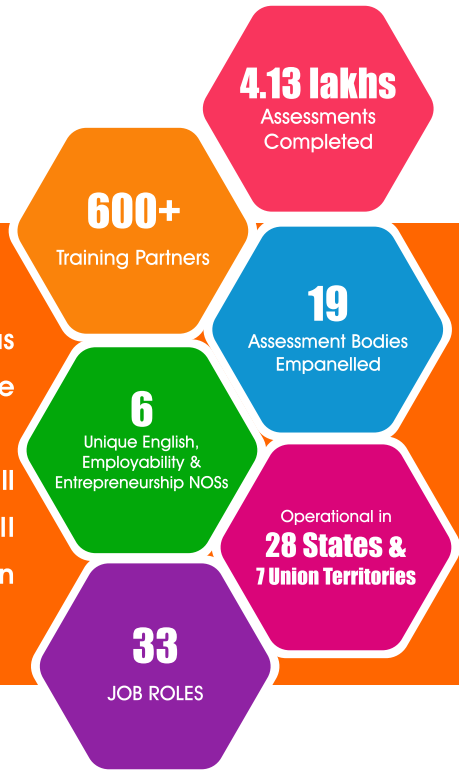 4.13 lakhs
Assessments
Completed
600+
Training Partners
19
Assessment Bodies
Empanelled
6
Unique English,
Employability &
Entrepreneurship NOSs
Operational in
28 States &
7 Union Territories
33
JOB ROLES